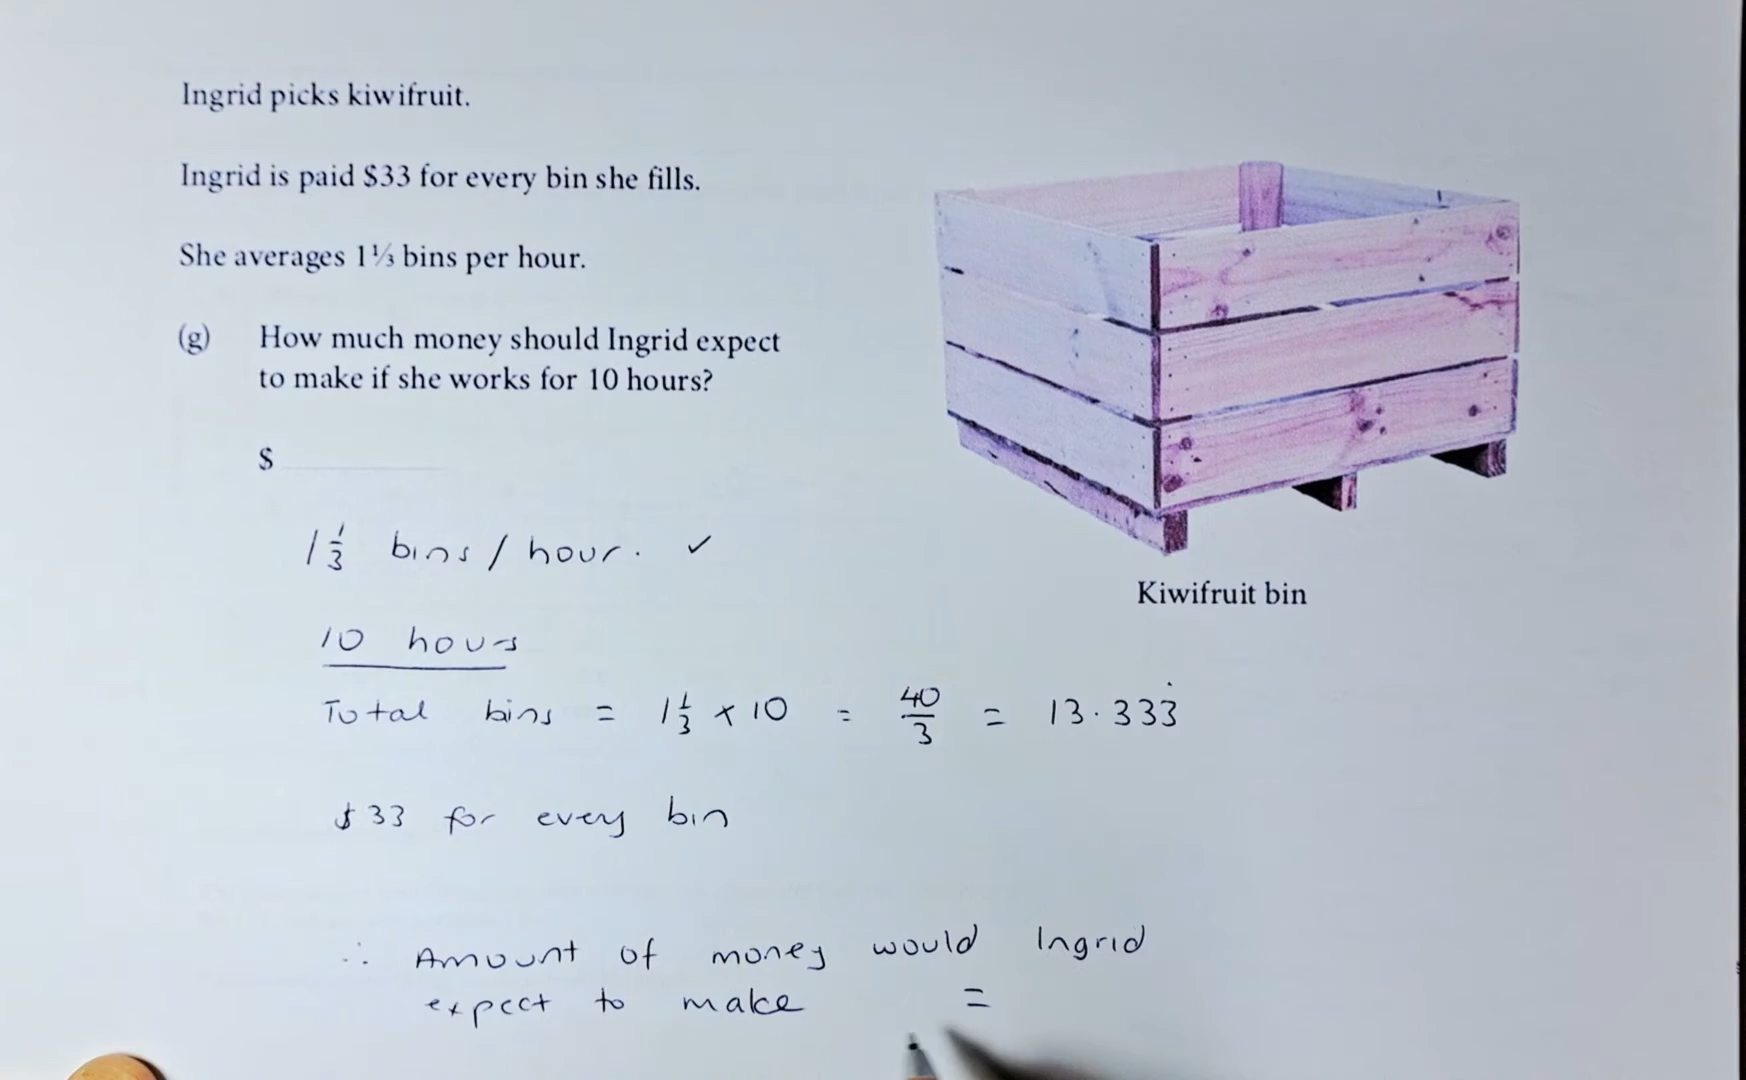 Ingrid picks kiwifruit.
Ingrid is paid $33 for every bin she fills.
She averages 1⅓ bins per hour.
(g) How much money should Ingrid expect
to make if she works for 10 hours?
$
1⅓ bins / hour. ✓
10 hours
Total bins = 1⅓ × 10 = 40/3 = 13.333̇
$33 for every bin
Kiwifruit bin
∴ Amount of money would Ingrid
expect to make =